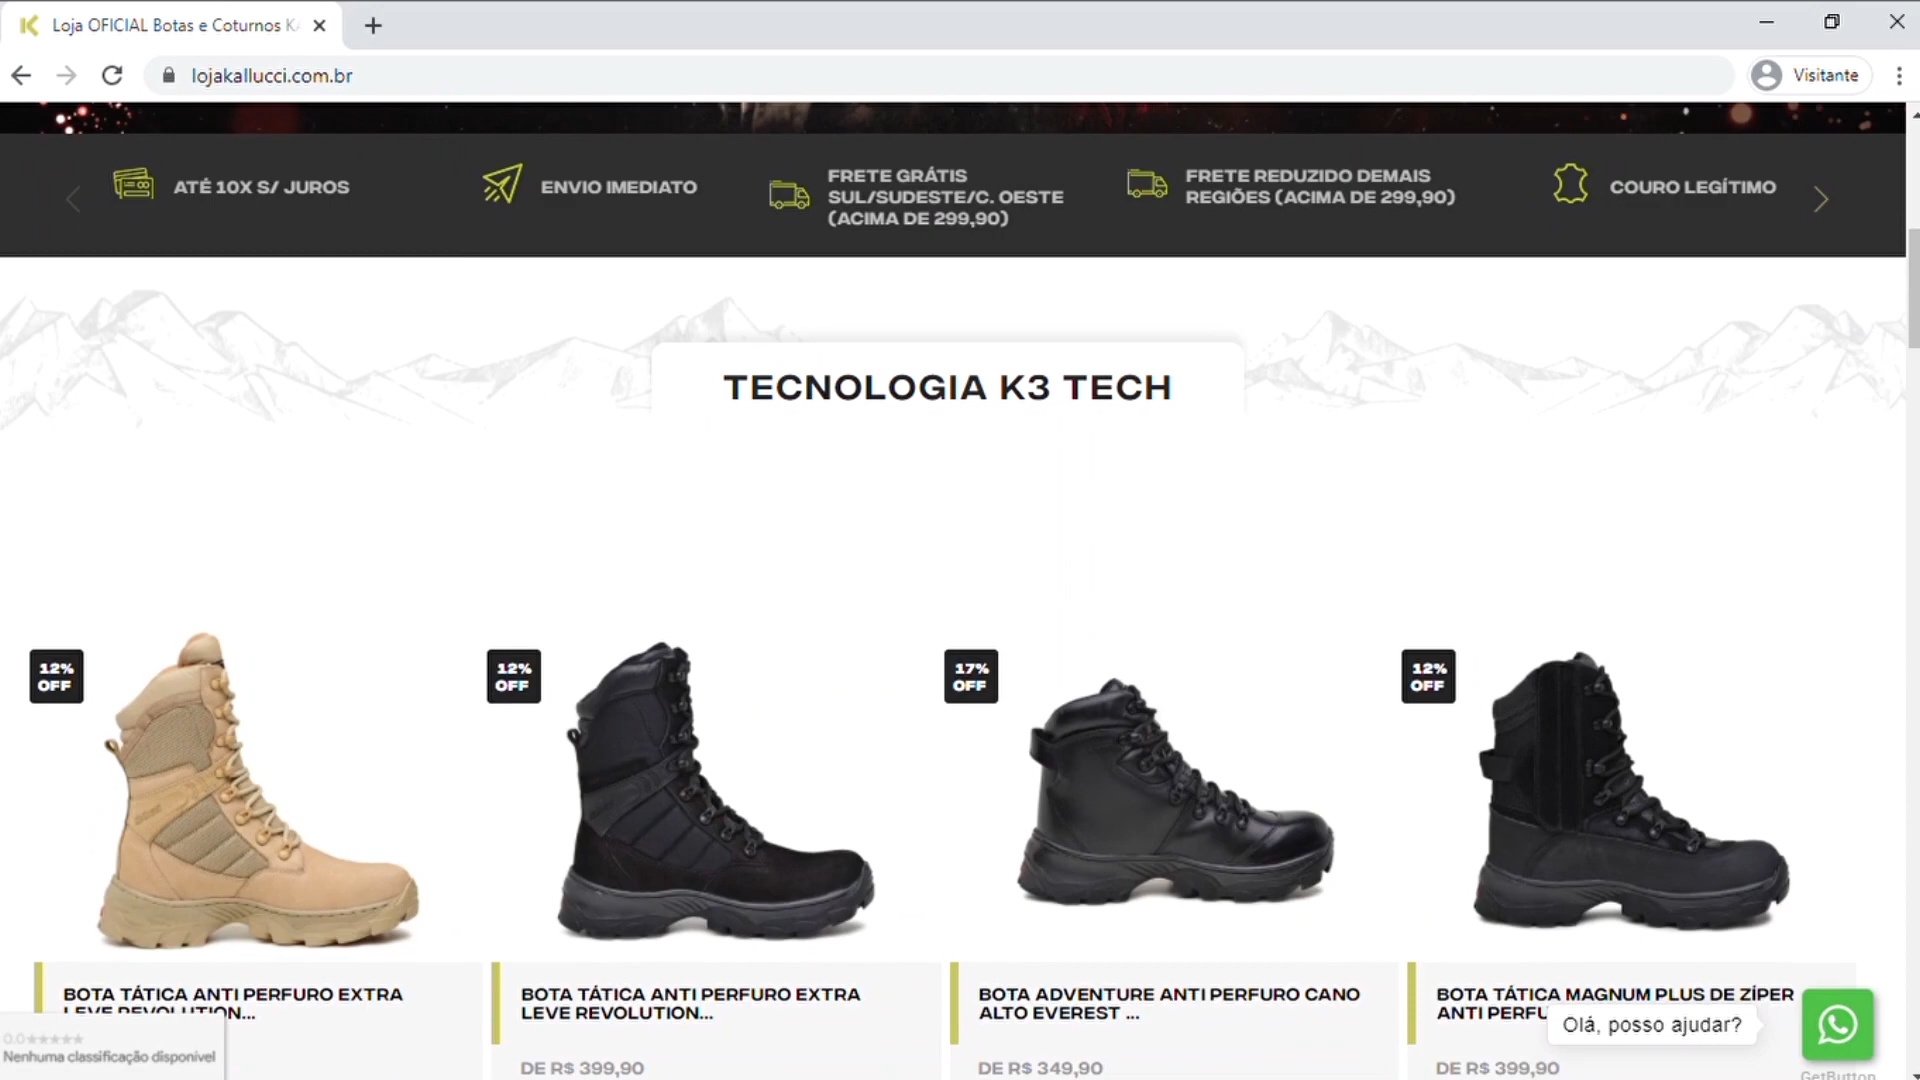 Loja OFICIAL Botas e Coturnos KA
lojakallucci.com.br
Visitante
ATÉ 10X S/ JUROS
ENVIO IMEDIATO
FRETE GRÁTIS
SUL/SUDESTE/C. OESTE
(ACIMA DE 299,90)
FRETE REDUZIDO DEMAIS
REGIÕES (ACIMA DE 299,90)
COURO LEGÍTIMO
TECNOLOGIA K3 TECH
12%
OFF
12%
OFF
17%
OFF
12%
OFF
BOTA TÁTICA ANTI PERFURO EXTRA
LEVE REVOLUTION...
BOTA TÁTICA ANTI PERFURO EXTRA
LEVE REVOLUTION...
DE R$ 399,90
BOTA ADVENTURE ANTI PERFURO CANO
ALTO EVEREST ...
DE R$ 349,90
BOTA TÁTICA MAGNUM PLUS DE ZÍPER
ANTI PERFU
DE R$ 399,90
Olá, posso ajudar?
GetButton
0.0★★★★★
Nenhuma classificação disponível